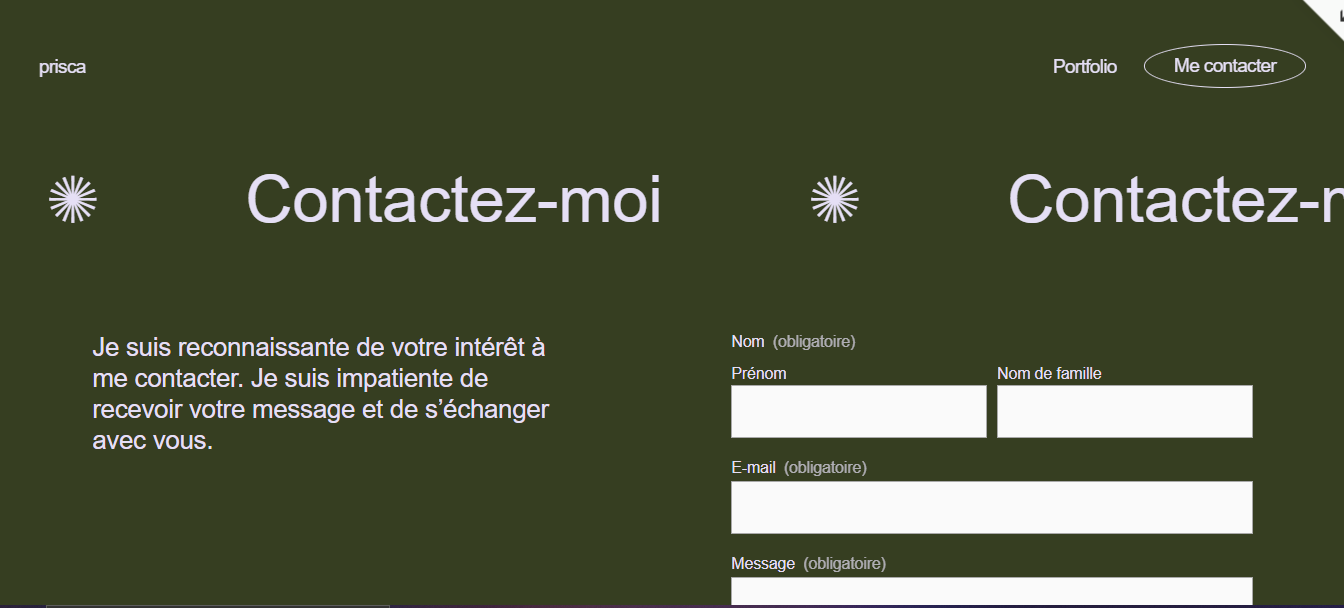 prisca
Portfolio
Me contacter
Contactez-moi
Contactez-
Je suis reconnaissante de votre intérêt à
me contacter. Je suis impatiente de
recevoir votre message et de s’échanger
avec vous.
Nom (obligatoire)
Prénom
Nom de famille
E-mail (obligatoire)
Message (obligatoire)